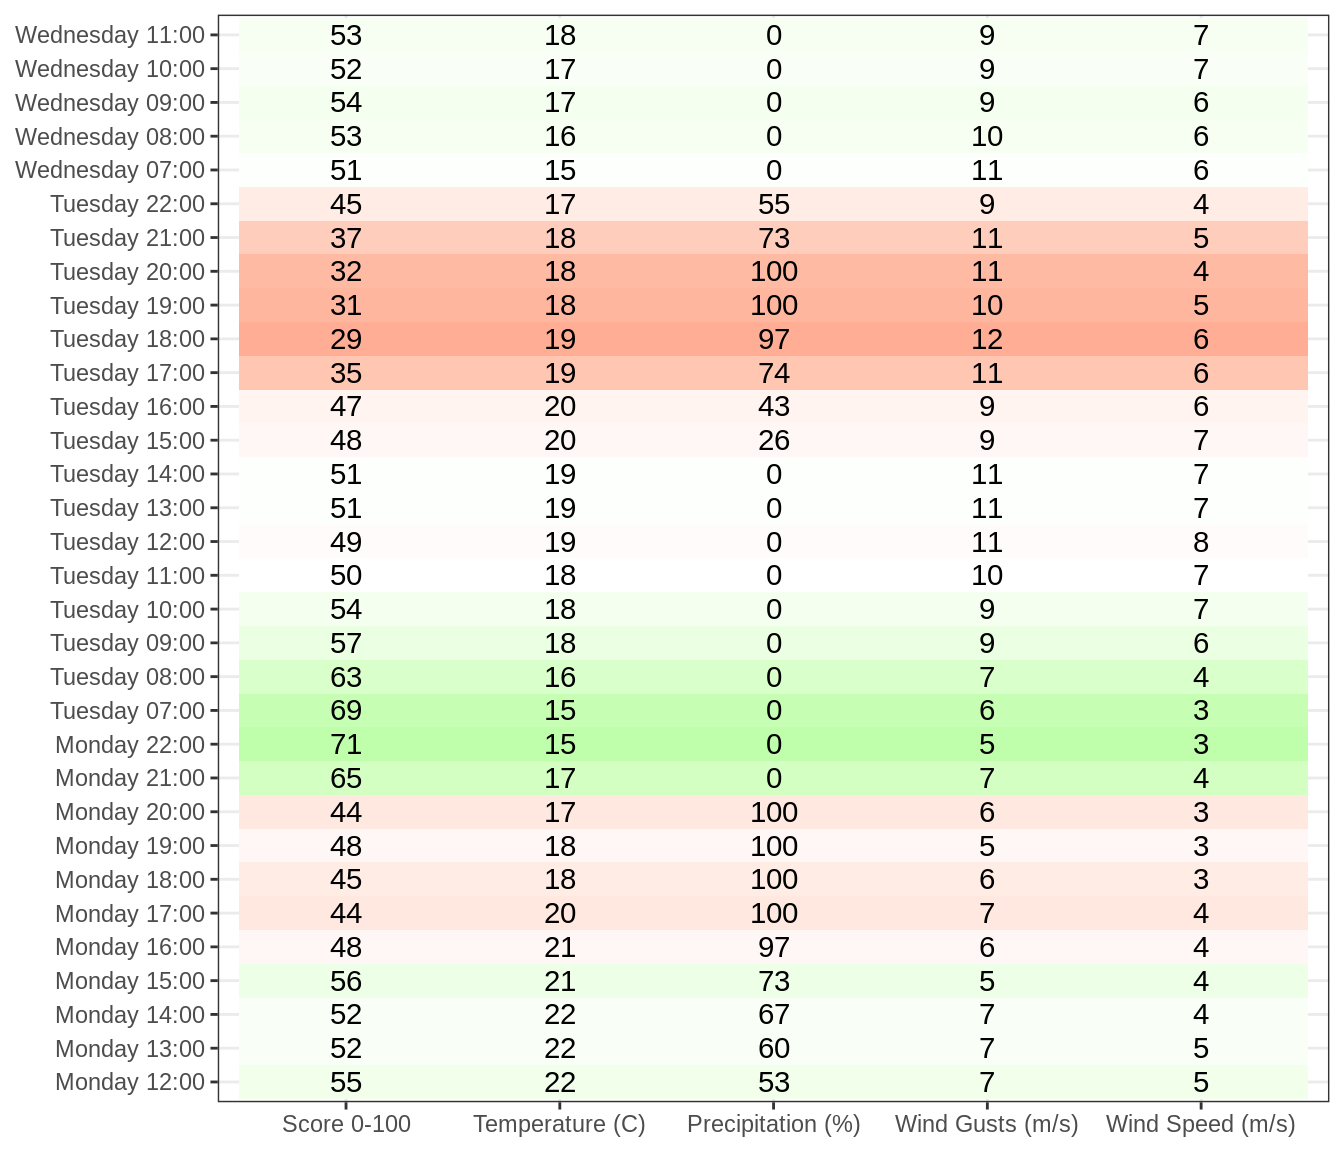 Wednesday 11:00 53 18 0 9 7
Wednesday 10:00 52 17 0 9 7
Wednesday 09:00 54 17 0 9 6
Wednesday 08:00 53 16 0 10 6
Wednesday 07:00 51 15 0 11 6
Tuesday 22:00 45 17 55 9 4
Tuesday 21:00 37 18 73 11 5
Tuesday 20:00 32 18 100 11 4
Tuesday 19:00 31 18 100 10 5
Tuesday 18:00 29 19 97 12 6
Tuesday 17:00 35 19 74 11 6
Tuesday 16:00 47 20 43 9 6
Tuesday 15:00 48 20 26 9 7
Tuesday 14:00 51 19 0 11 7
Tuesday 13:00 51 19 0 11 7
Tuesday 12:00 49 19 0 11 8
Tuesday 11:00 50 18 0 10 7
Tuesday 10:00 54 18 0 9 7
Tuesday 09:00 57 18 0 9 6
Tuesday 08:00 63 16 0 7 4
Tuesday 07:00 69 15 0 6 3
Monday 22:00 71 15 0 5 3
Monday 21:00 65 17 0 7 4
Monday 20:00 44 17 100 6 3
Monday 19:00 48 18 100 5 3
Monday 18:00 45 18 100 6 3
Monday 17:00 44 20 100 7 4
Monday 16:00 48 21 97 6 4
Monday 15:00 56 21 73 5 4
Monday 14:00 52 22 67 7 4
Monday 13:00 52 22 60 7 5
Monday 12:00 55 22 53 7 5
Score 0-100 Temperature (C) Precipitation (%) Wind Gusts (m/s) Wind Speed (m/s)